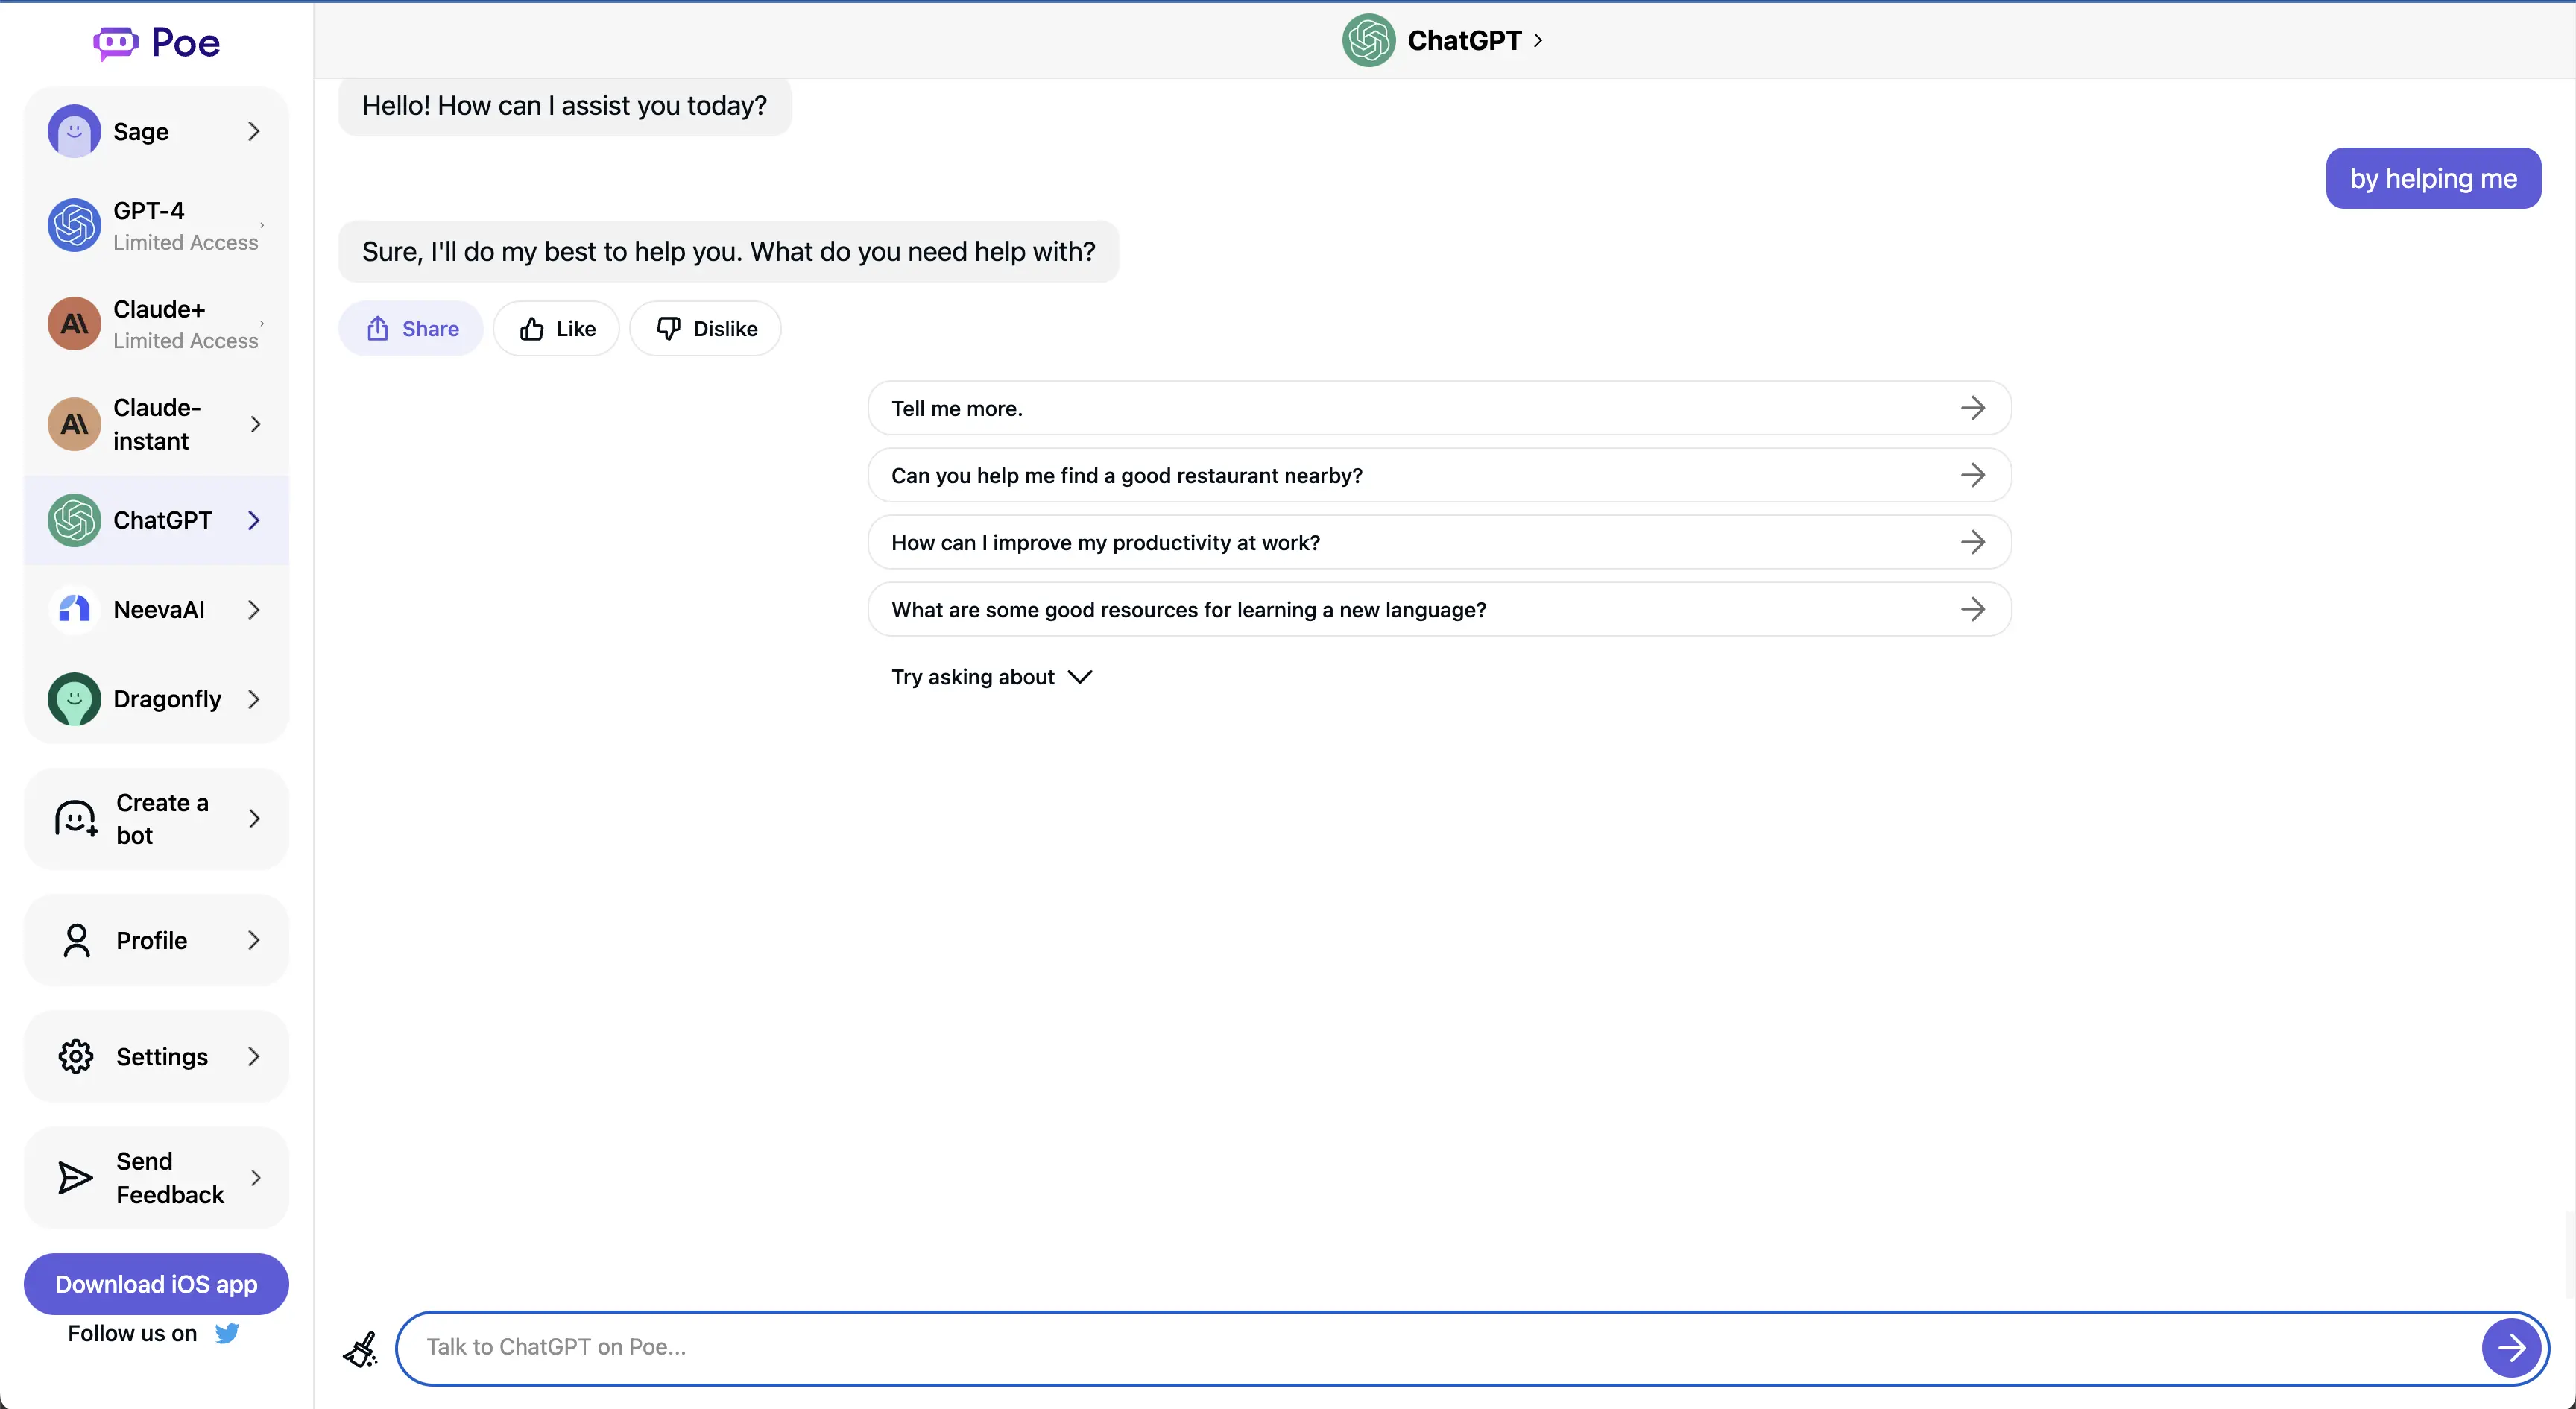 Poe
Sage
GPT-4
Limited Access
Claude+
Limited Access
Claude-
instant
ChatGPT
NeevaAI
Dragonfly
Create a
bot
Profile
Settings
Send
Feedback
Download iOS app
Follow us on
ChatGPT
Hello! How can I assist you today?
by helping me
Sure, I'll do my best to help you. What do you need help with?
Share
Like
Dislike
Tell me more.
Can you help me find a good restaurant nearby?
How can I improve my productivity at work?
What are some good resources for learning a new language?
Try asking about
Talk to ChatGPT on Poe...